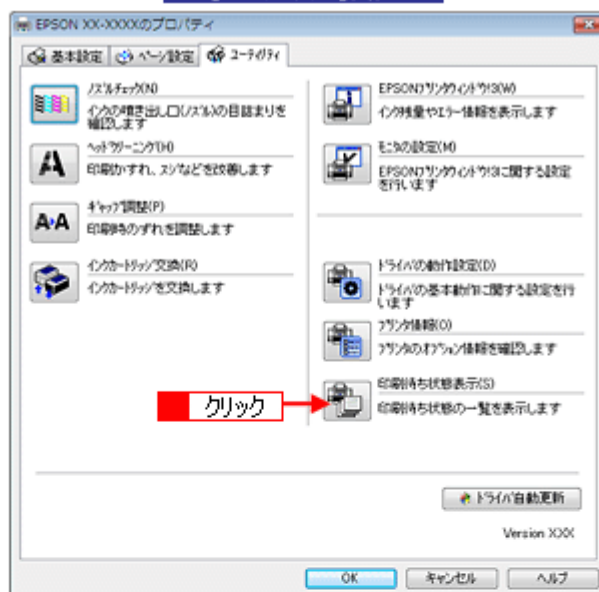 EPSON XX-XXXXのプロパティ
基本設定
ページ設定
ユーティリティ
ノズルチェック(N)
インクの噴き出し口(ノズル)の目詰まりを
確認します
ヘッドクリーニング(H)
印刷かすれ、スジなどを改善します
ギャップ調整(P)
印刷時のずれを調整します
インクカートリッジ交換(R)
インクカートリッジを交換します
EPSONプリンタウィンドウ!3(W)
インク残量やエラー情報を表示します
モニタの設定(M)
EPSONプリンタウィンドウ!3に関する設定
を行います
ドライバの動作設定(D)
ドライバの基本動作に関する設定を行
います
プリンタ情報(O)
プリンタのオプション情報を確認します
印刷待ち状態表示(S)
印刷待ち状態の一覧を表示します
クリック
ドライバ自動更新
Version XXX
OK
キャンセル
ヘルプ